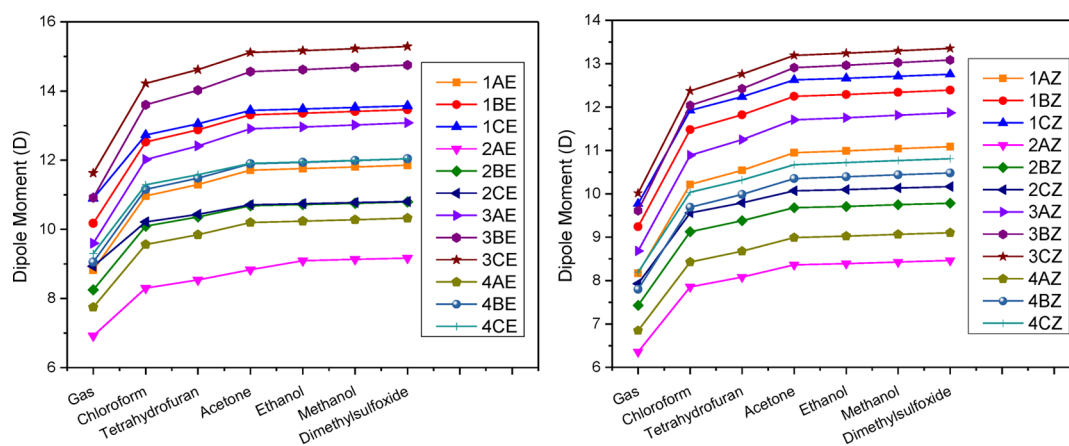 16
14
12
10
8
6
Dipole Moment (D)
Gas
Chloroform
Tetrahydrofuran
Acetone
Ethanol
Methanol
Dimethylsulfoxide
1AE
1BE
1CE
2AE
2BE
2CE
3AE
3BE
3CE
4AE
4BE
4CE
14
13
12
11
10
9
8
7
6
Dipole Moment (D)
Gas
Chloroform
Tetrahydrofuran
Acetone
Ethanol
Methanol
Dimethylsulfoxide
1AZ
1BZ
1CZ
2AZ
2BZ
2CZ
3AZ
3BZ
3CZ
4AZ
4BZ
4CZ